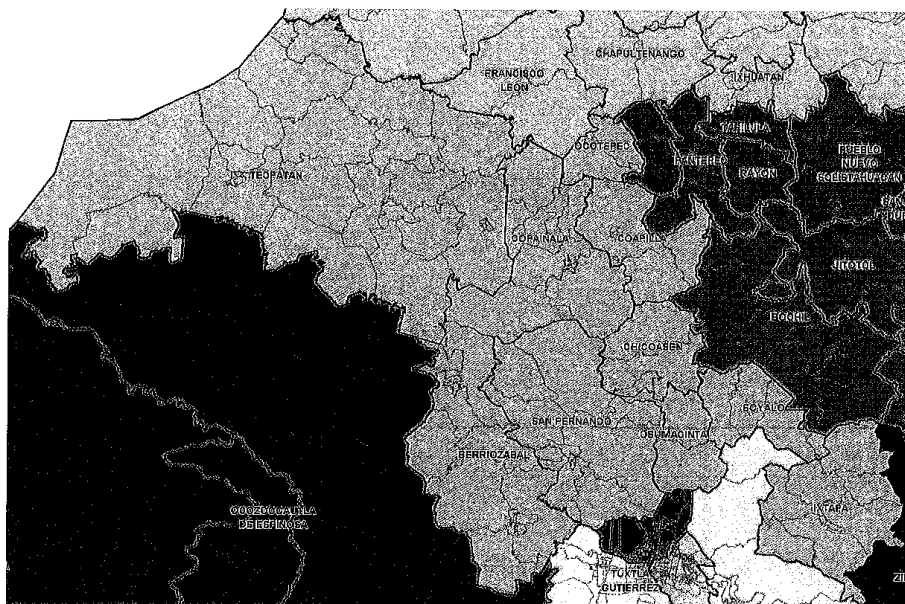 CHAPULTENANGO
FRANCISCO
LEON
IXHUATAN
TAPILULA
OCOTEPEC
PUEBLO
NUEVO
SOLISTAHUACAN
PANTEPEC
RAYON
TECPATAN
COPAINALA
COAPILLA
JITOTOL
BOCHIL
CHICOASEN
SOYALO
SAN FERNANDO
OSUMACINTA
BERRIOZABAL
IXTAPA
OCOZOCOAUTLA
DE ESPINOSA
TUXTLA
GUTIERREZ
ZI